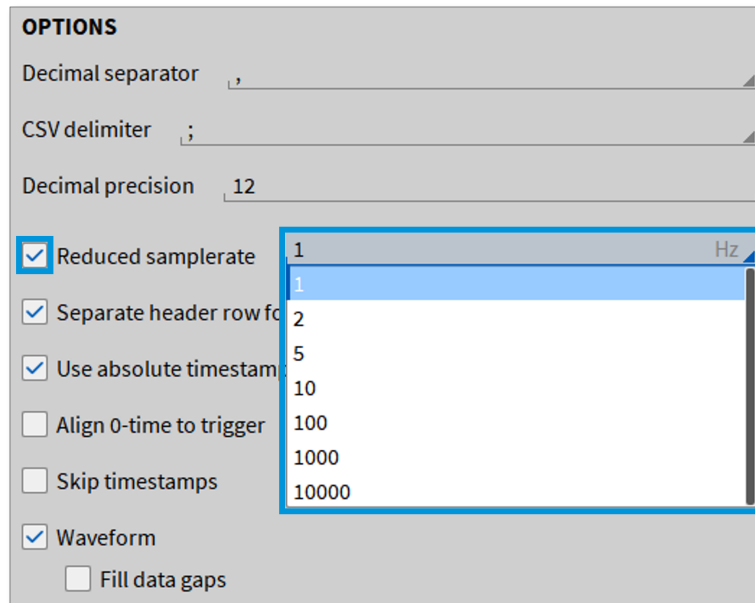 OPTIONS
Decimal separator ,
CSV delimiter ;
Decimal precision 12
Reduced samplerate 1 Hz
1
Separate header row fo
2
5
Use absolute timestamp
10
Align 0-time to trigger 100
1000
Skip timestamps
10000
Waveform
Fill data gaps